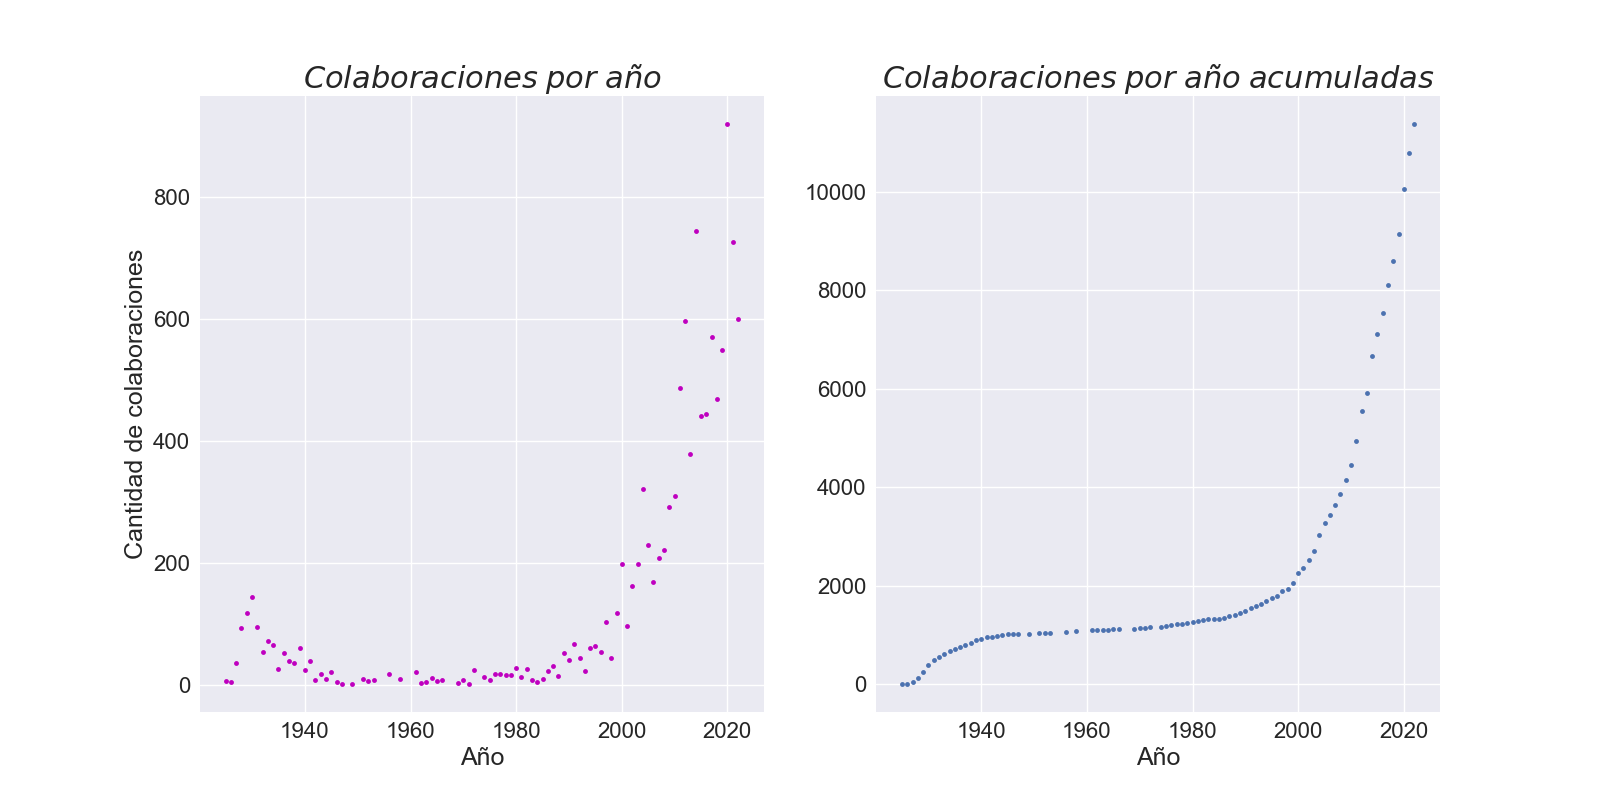 Colaboraciones por año
Cantidad de colaboraciones
800
600
400
200
0
1940 1960 1980 2000 2020
Año
Colaboraciones por año acumuladas
10000
8000
6000
4000
2000
0
1940 1960 1980 2000 2020
Año